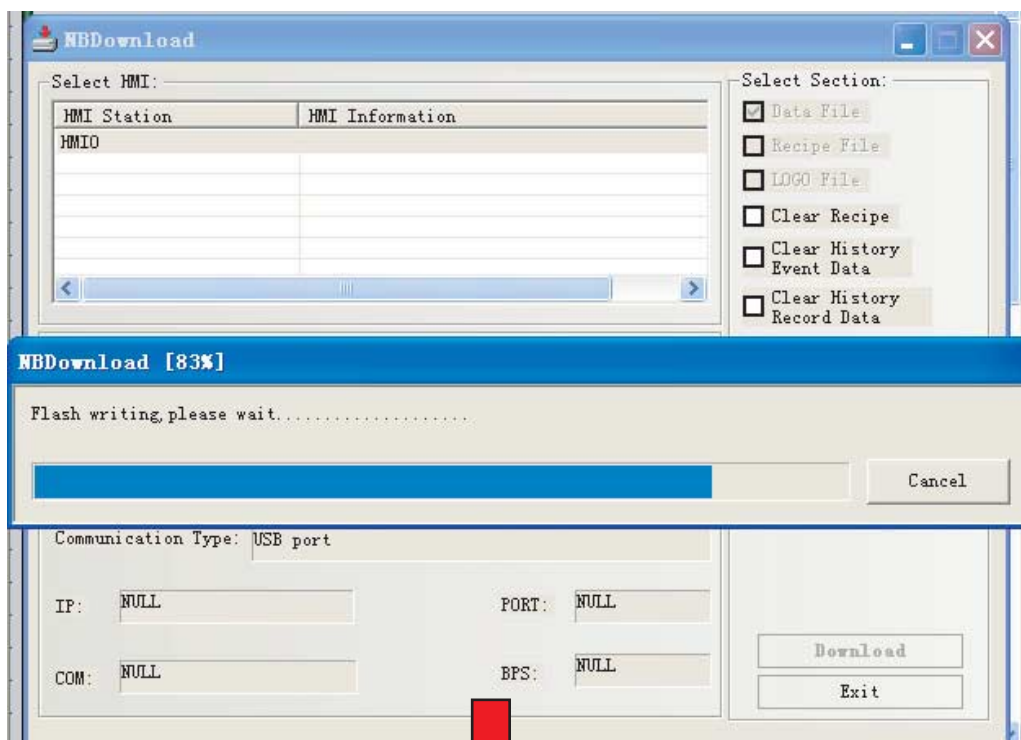 NBDownload
Select HMI:
HMI Station HMI Information
HMI0
Select Section:
Data File
Recipe File
LOGO File
Clear Recipe
Clear History
Event Data
Clear History
Record Data
NBDownload [83%]
Flash writing,please wait....................
Cancel
Communication Type: USB port
IP: NULL PORT: NULL
COM: NULL BPS: NULL
Download
Exit